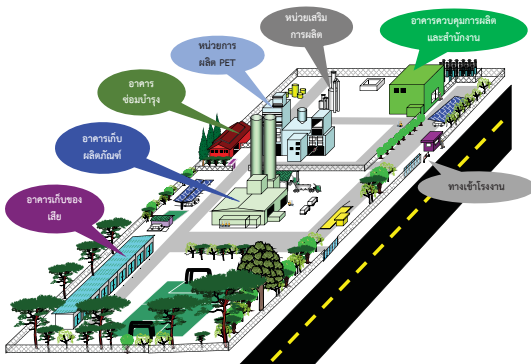 หน่วยเสริม
การผลิต
อาคารควบคุมการผลิต
และสำนักงาน
หน่วยการ
ผลิต PET
อาคาร
ซ่อมบำรุง
อาคารเก็บ
ผลิตภัณฑ์
ทางเข้าโรงงาน
อาคารเก็บของ
เสีย